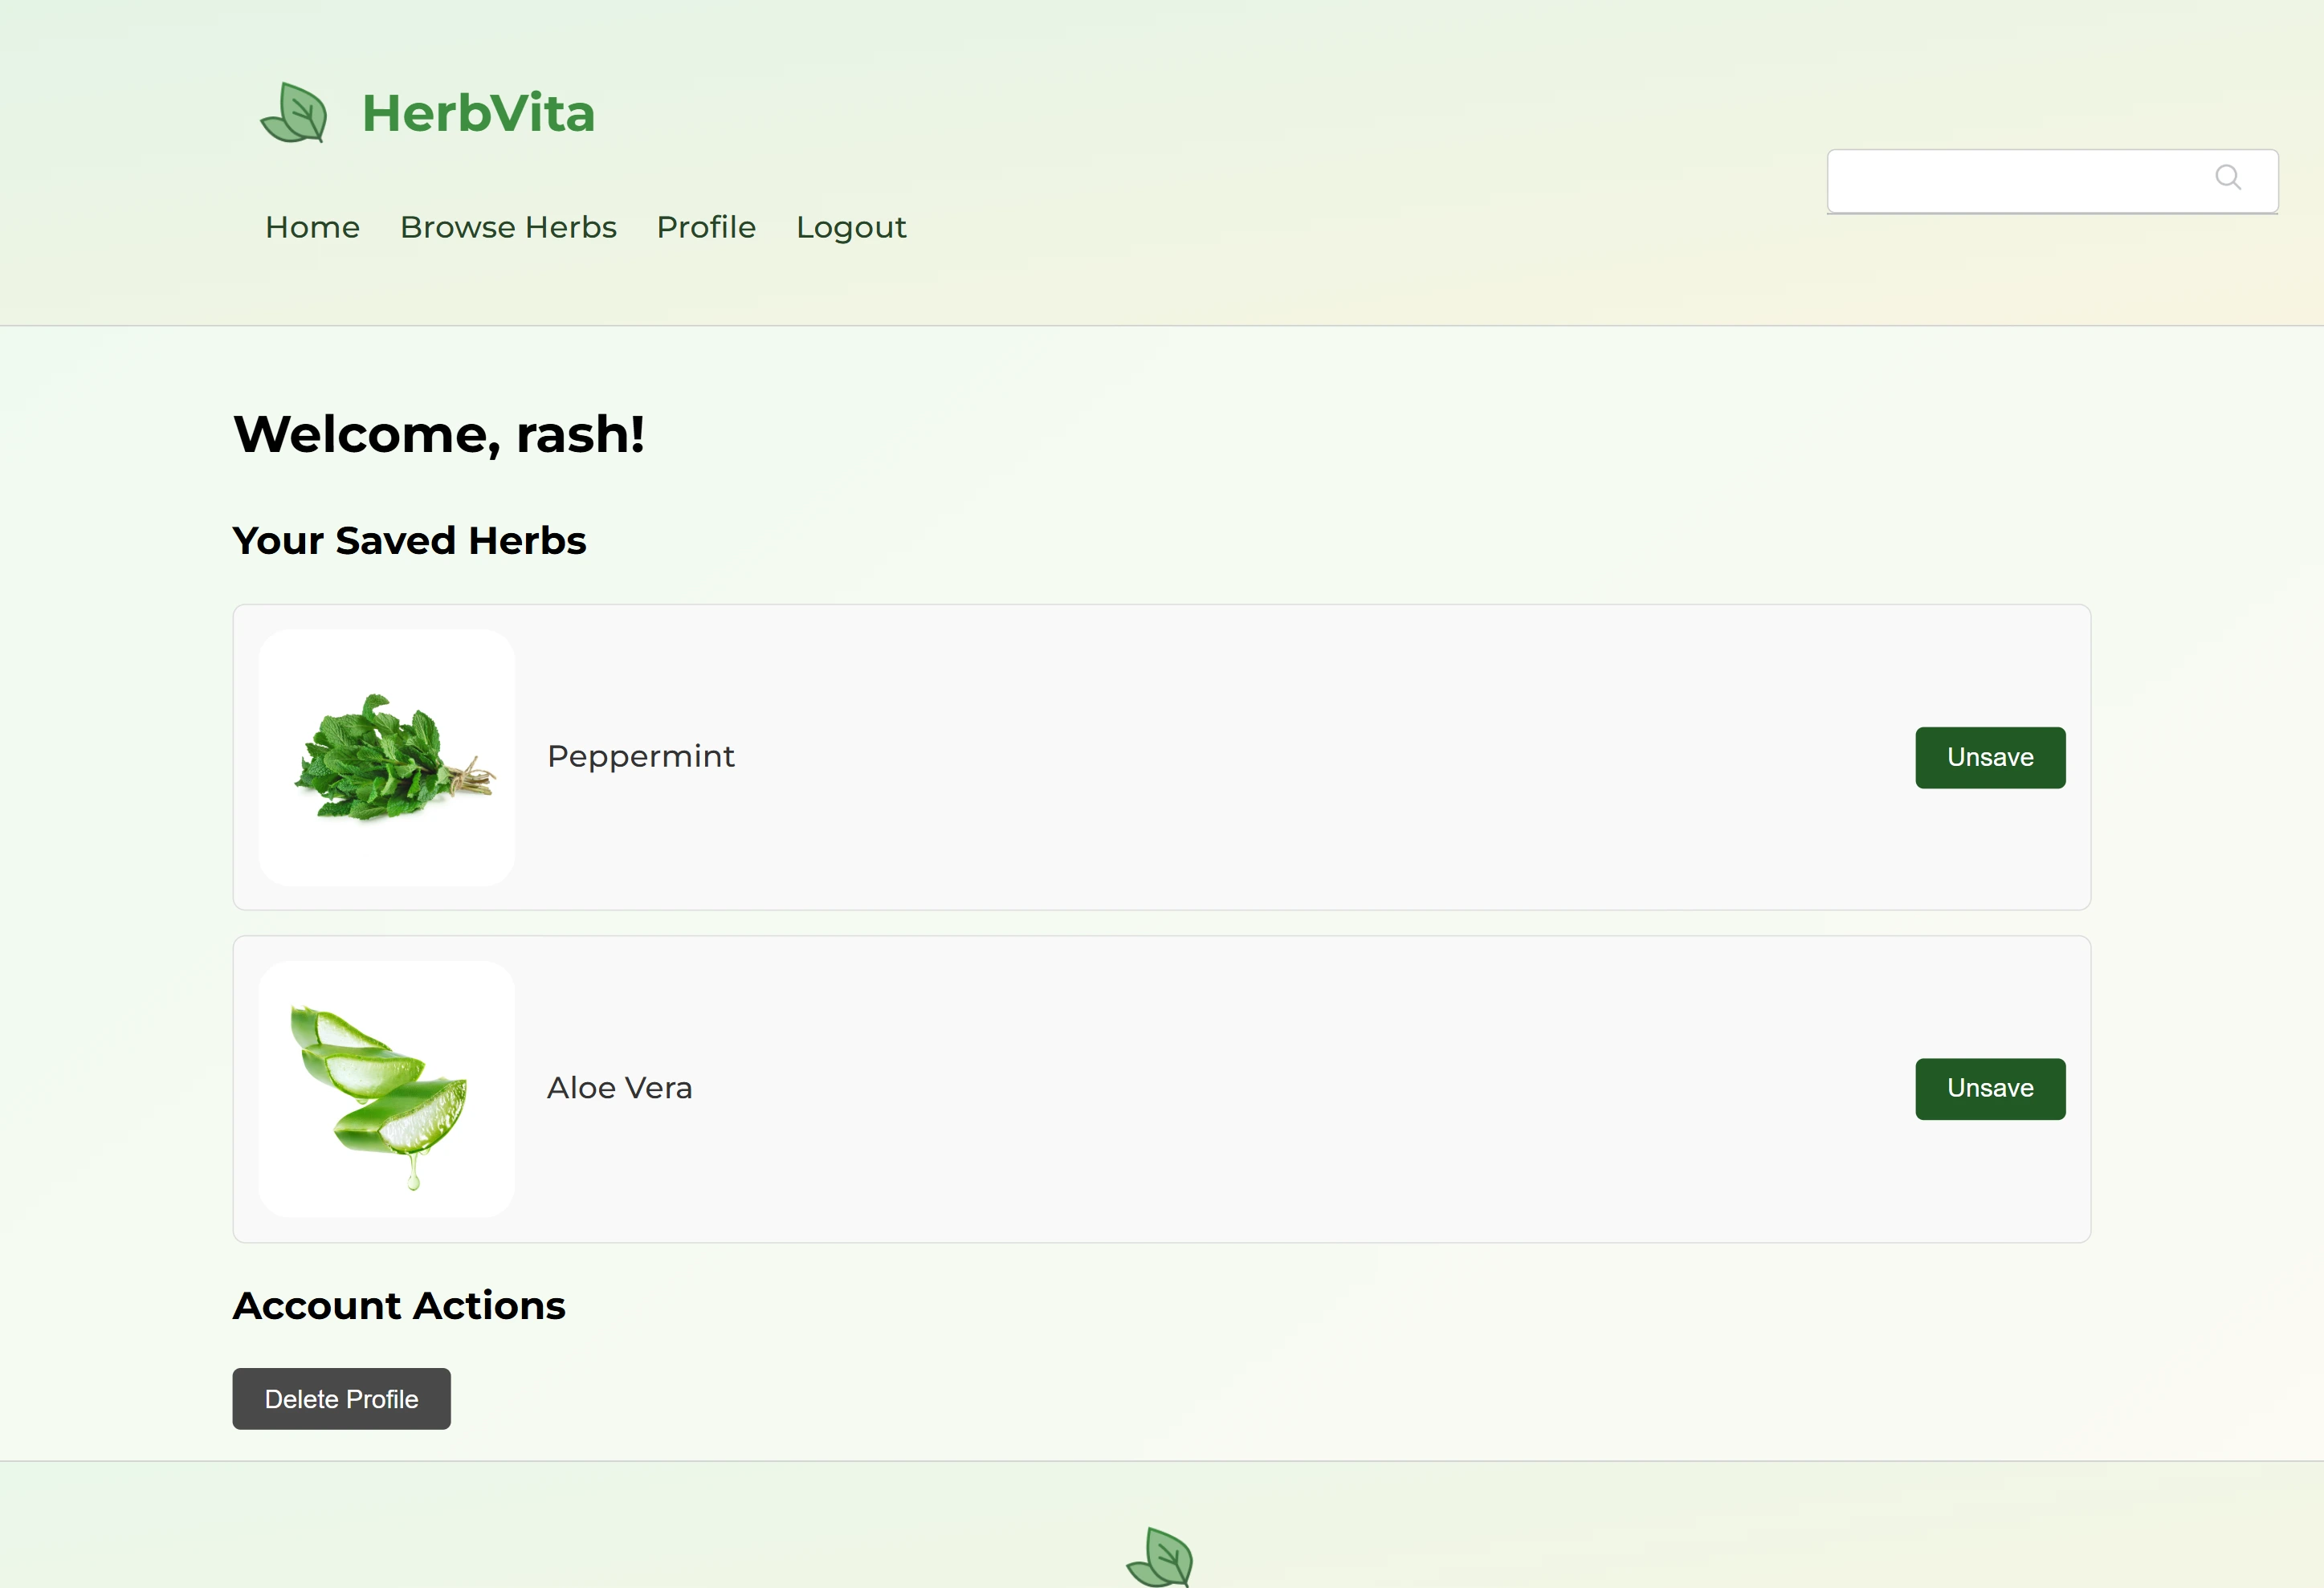 HerbVita
Home Browse Herbs Profile Logout
Welcome, rash!
Your Saved Herbs
Peppermint
Unsave
Aloe Vera
Unsave
Account Actions
Delete Profile